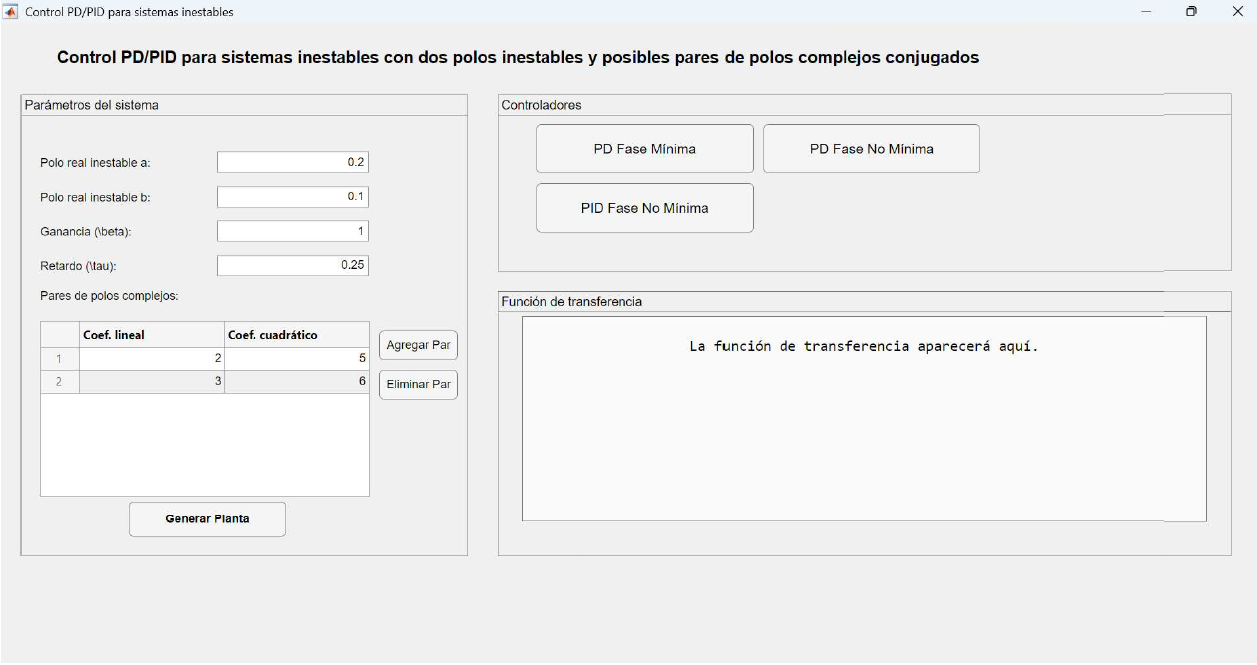 Control PD/PID para sistemas inestables
Control PD/PID para sistemas inestables con dos polos inestables y posibles pares de polos complejos conjugados
Parámetros del sistema
Polo real inestable a: 0.2
Polo real inestable b: 0.1
Ganancia (\beta): 1
Retardo (\tau): 0.25
Pares de polos complejos:
Coef. lineal Coef. cuadrático
1 2 5
2 3 6
Agregar Par
Eliminar Par
Generar Planta
Controladores
PD Fase Mínima PD Fase No Mínima
PID Fase No Mínima
Función de transferencia
La función de transferencia aparecerá aquí.